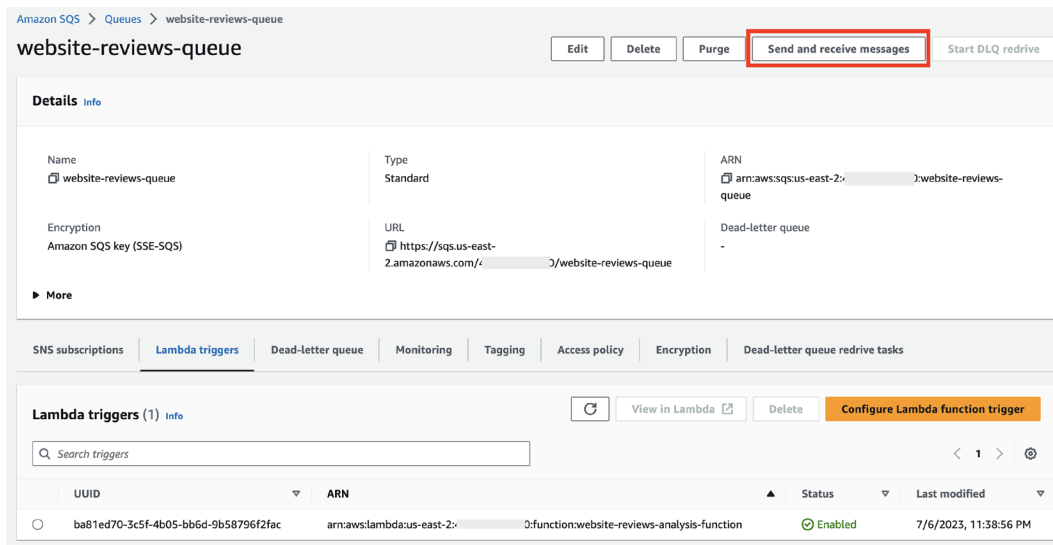 Amazon SQS > Queues > website-reviews-queue
website-reviews-queue
Edit Delete Purge Send and receive messages Start DLQ redrive
Details Info
Name Type ARN
website-reviews-queue Standard arn:aws:sqs:us-east-2: :website-reviews-
queue
Encryption URL Dead-letter queue
Amazon SQS key (SSE-SQS) https://sqs.us-east- -
2.amazonaws.com/4 0/website-reviews-queue
More
SNS subscriptions Lambda triggers Dead-letter queue Monitoring Tagging Access policy Encryption Dead-letter queue redrive tasks
Lambda triggers (1) Info View in Lambda Delete Configure Lambda function trigger
Search triggers < 1 >
UUID ARN Status Last modified
ba81ed70-3c5f-4b05-bb6d-9b58796f2fac arn:aws:lambda:us-east-2: 0:function:website-reviews-analysis-function Enabled 7/6/2023, 11:38:56 PM